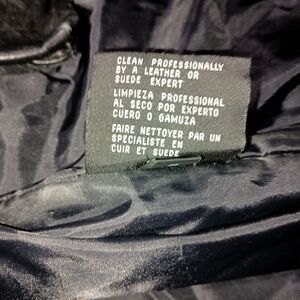 CLEAN PROFESSIONALLY
BY A LEATHER OR
SUEDE EXPERT
LIMPIEZA PROFESSIONAL
AL SECO POR EXPERTO
CUERO O GAMUZA
FAIRE NETTOYER PAR UN
SPECIALISTE EN
CUIR ET SUEDE